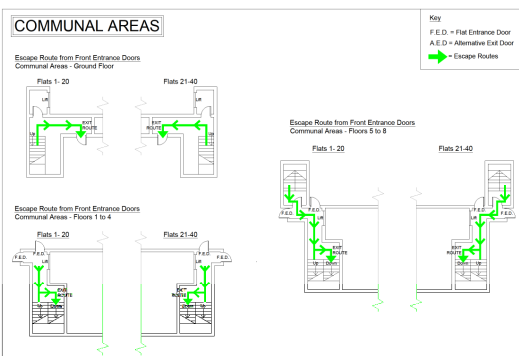 COMMUNAL AREAS
Key
F.E.D. = Flat Entrance Door
A.E.D = Alternative Exit Door
= Escape Routes
Escape Route from Front Entrance Doors
Communal Areas - Ground Floor
Flats 1- 20
Flats 21-40
Lift
Lift
EXIT
ROUTE
EXIT
ROUTE
Up
Up
Escape Route from Front Entrance Doors
Communal Areas - Floors 5 to 8
Flats 1- 20
Flats 21-40
F.E.D.
F.E.D.
F.E.D.
F.E.D.
Lift
Lift
EXIT
ROUTE
EXIT
ROUTE
Up
Down
Down
Up
Escape Route from Front Entrance Doors
Communal Areas - Floors 1 to 4
Flats 1- 20
Flats 21-40
F.E.D.
F.E.D.
F.E.D.
F.E.D.
Lift
Lift
EXIT
ROUTE
EXIT
ROUTE
Up
Down
Down
Up